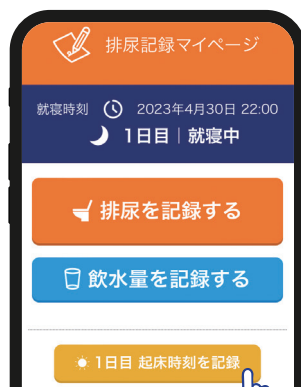 排尿記録マイページ
就寝時刻 2023年4月30日 22:00
1日目｜就寝中
排尿を記録する
飲水量を記録する
1日目 起床時刻を記録